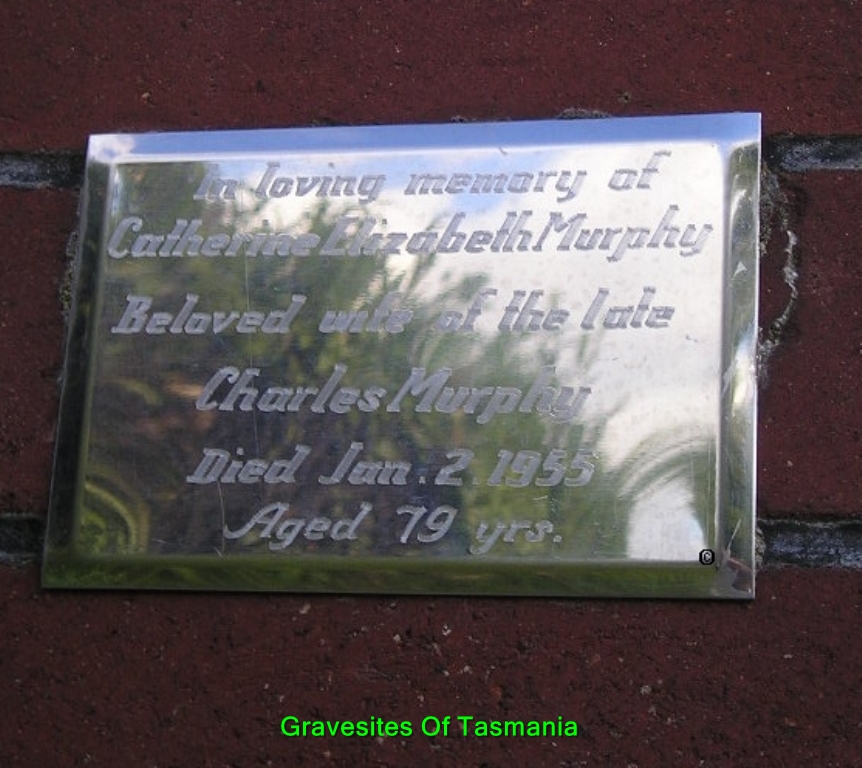 In loving memory of
Catherine Elizabeth Murphy
Beloved wife of the late
Charles Murphy
Died Jan. 2. 1955
Aged 79 yrs.
©
Gravesites Of Tasmania